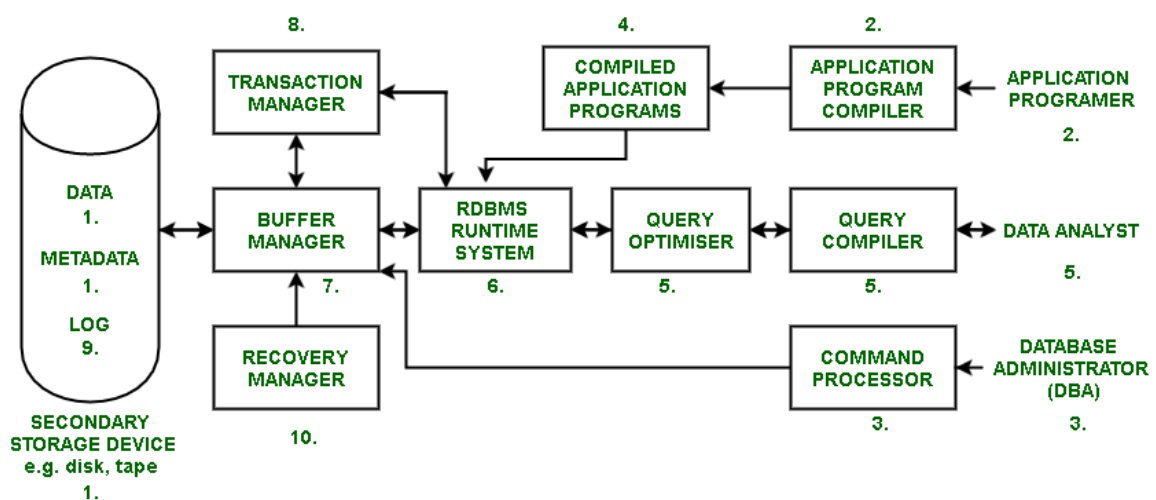 8.
TRANSACTION
MANAGER
4.
COMPILED
APPLICATION
PROGRAMS
2.
APPLICATION
PROGRAM
COMPILER
APPLICATION
PROGRAMER
2.
DATA
1.
METADATA
1.
LOG
9.
SECONDARY
STORAGE DEVICE
e.g. disk, tape
1.
BUFFER
MANAGER
7.
RDBMS
RUNTIME
SYSTEM
6.
QUERY
OPTIMISER
5.
QUERY
COMPILER
5.
DATA ANALYST
5.
RECOVERY
MANAGER
10.
COMMAND
PROCESSOR
3.
DATABASE
ADMINISTRATOR
(DBA)
3.